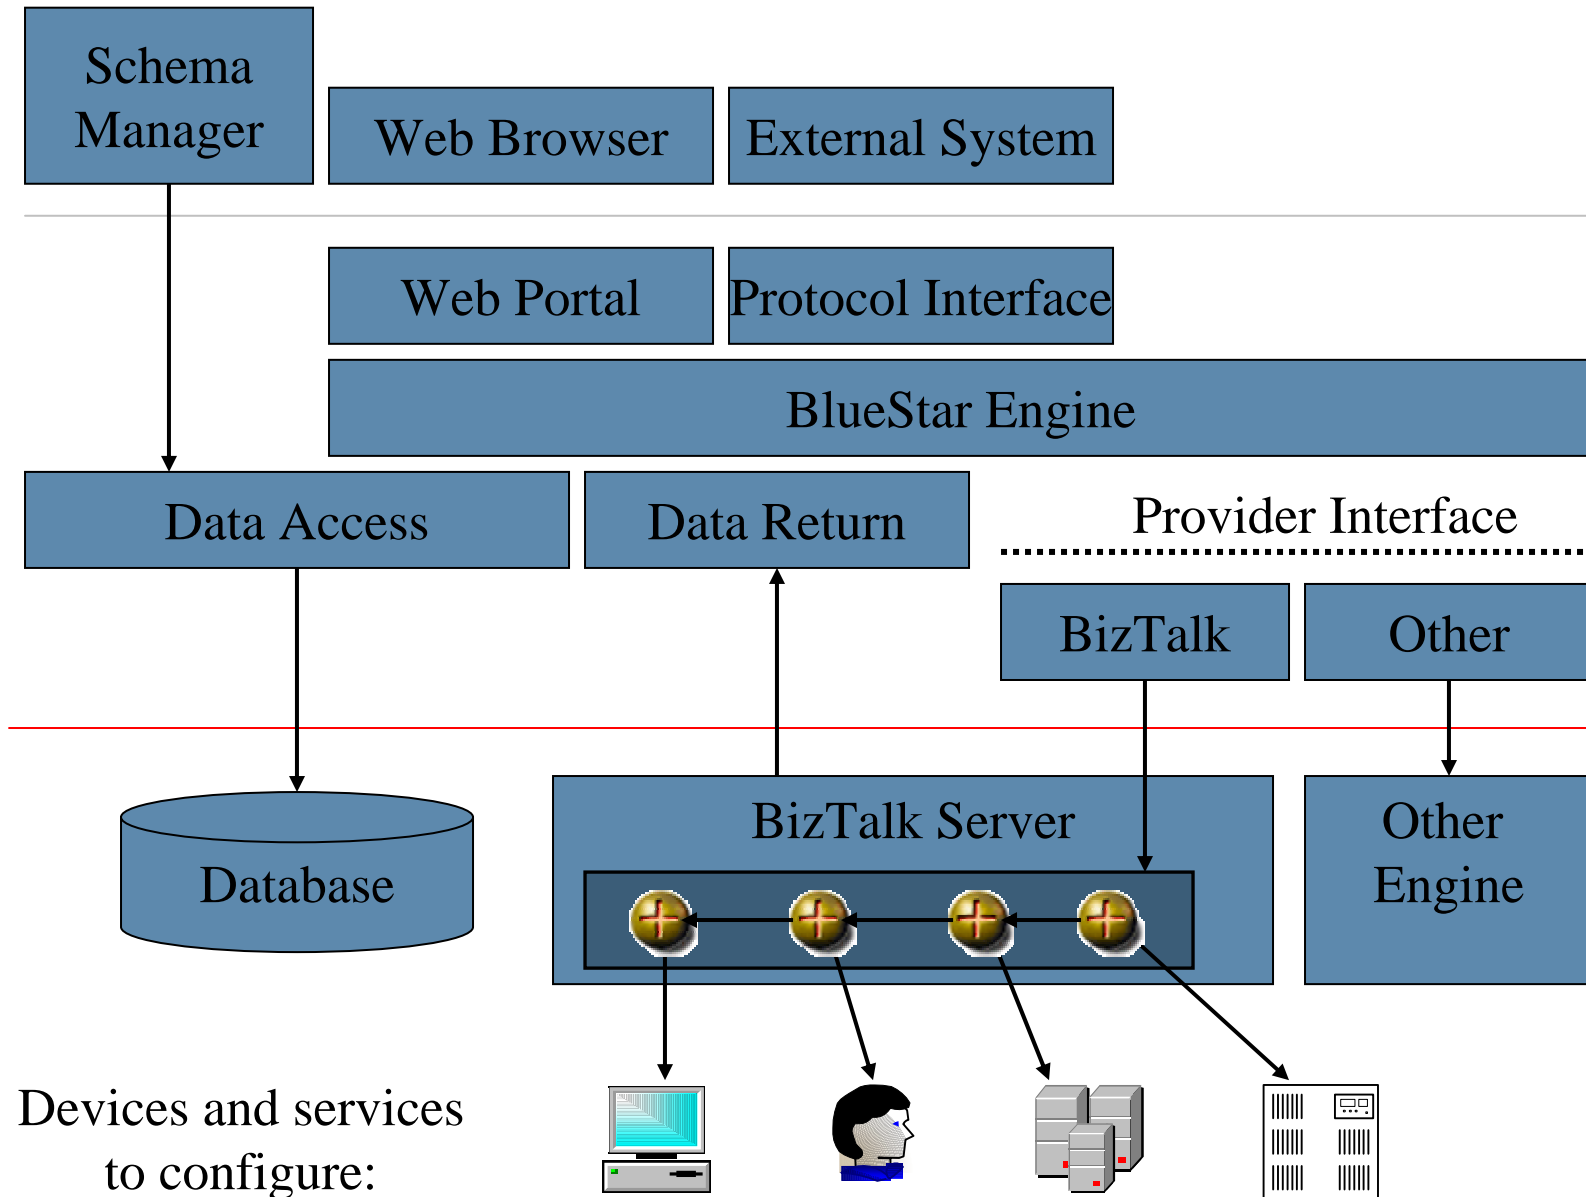 Schema
Manager
Web Browser
External System
Web Portal
Protocol Interface
BlueStar Engine
Data Access
Data Return
Provider Interface
BizTalk
Other
BizTalk Server
Other
Engine
Database
Devices and services
to configure: